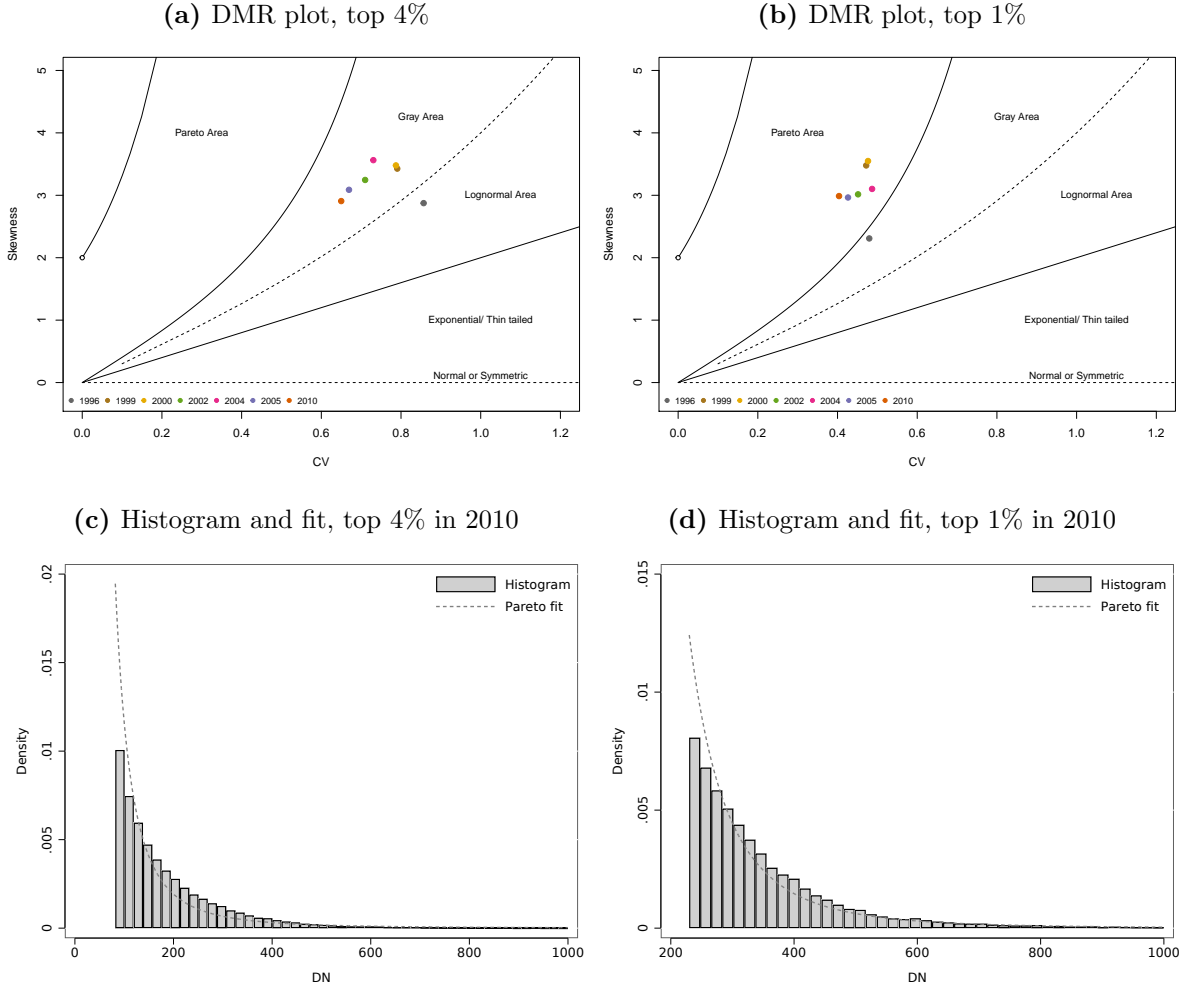 (a) DMR plot, top 4%
Skewness
0 1 2 3 4 5
Pareto Area
Gray Area
Lognormal Area
Exponential/ Thin tailed
Normal or Symmetric
1996 1999 2000 2002 2004 2005 2010
0.0 0.2 0.4 0.6 0.8 1.0 1.2
CV
(b) DMR plot, top 1%
Skewness
0 1 2 3 4 5
Pareto Area
Gray Area
Lognormal Area
Exponential/ Thin tailed
Normal or Symmetric
1996 1999 2000 2002 2004 2005 2010
0.0 0.2 0.4 0.6 0.8 1.0 1.2
CV
(c) Histogram and fit, top 4% in 2010
Density
0 .005 .01 .015 .02
Histogram
Pareto fit
0 200 400 600 800 1000
DN
(d) Histogram and fit, top 1% in 2010
Density
0 .005 .01 .015
Histogram
Pareto fit
200 400 600 800 1000
DN